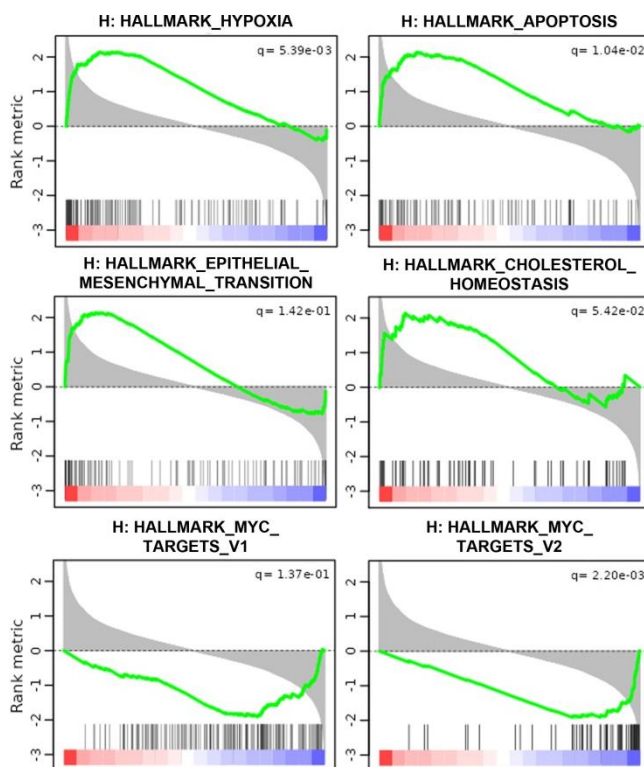 H: HALLMARK_HYPOXIA
H: HALLMARK_APOPTOSIS
q= 5.39e-03
q= 1.04e-02
Rank metric
2
1
0
-1
-2
-3
2
1
0
-1
-2
-3
H: HALLMARK_EPITHELIAL_
MESENCHYMAL_TRANSITION
H: HALLMARK_CHOLESTEROL_
HOMEOSTASIS
q= 1.42e-01
q= 5.42e-02
Rank metric
2
1
0
-1
-2
-3
2
1
0
-1
-2
-3
H: HALLMARK_MYC_
TARGETS_V1
H: HALLMARK_MYC_
TARGETS_V2
q= 1.37e-01
q= 2.20e-03
Rank metric
2
1
0
-1
-2
-3
2
1
0
-1
-2
-3